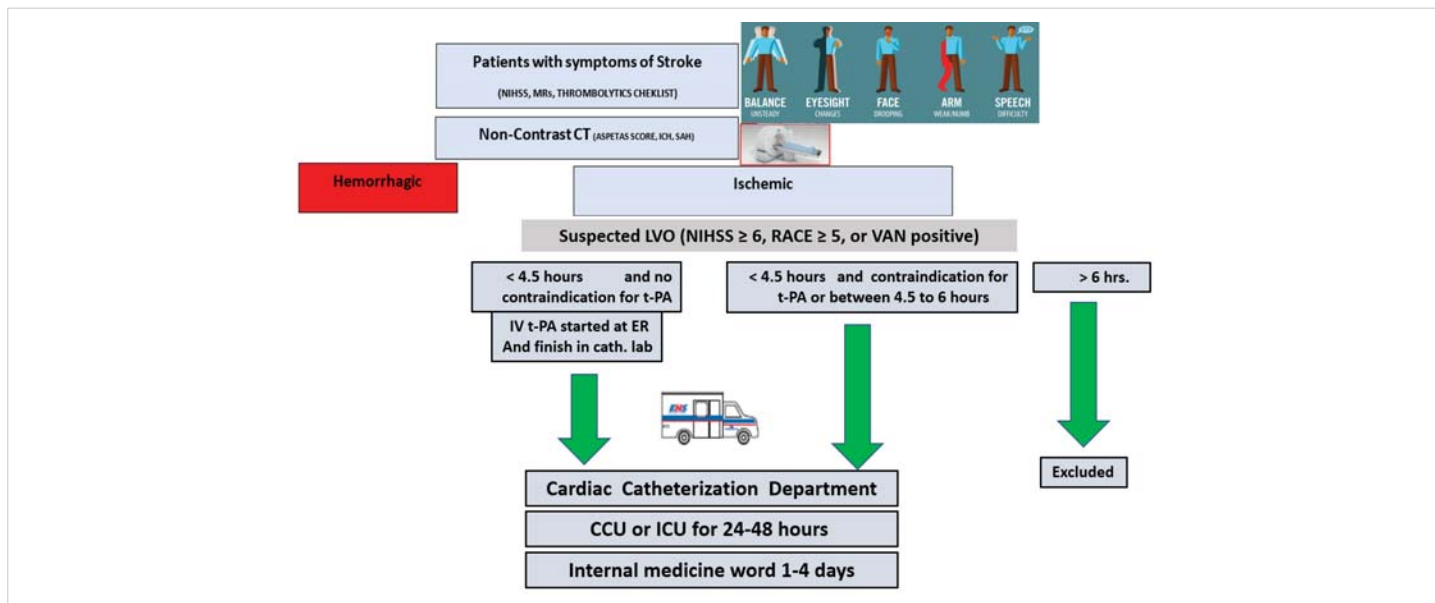 Patients with symptoms of Stroke
(NIHSS, MRs, THROMBOLYTICS CHEKLIST)
BALANCE
UNSTEADY
EYESIGHT
CHANGES
FACE
DROOPING
ARM
WEAK/NUMB
SPEECH
DIFFICULTY
Non-Contrast CT (ASPETAS SCORE, ICH, SAH)
Hemorrhagic
Ischemic
Suspected LVO (NIHSS ≥ 6, RACE ≥ 5, or VAN positive)
< 4.5 hours and no
contraindication for t-PA
< 4.5 hours and contraindication for
t-PA or between 4.5 to 6 hours
> 6 hrs.
IV t-PA started at ER
And finish in cath. lab
EMS
Excluded
Cardiac Catheterization Department
CCU or ICU for 24-48 hours
Internal medicine word 1-4 days